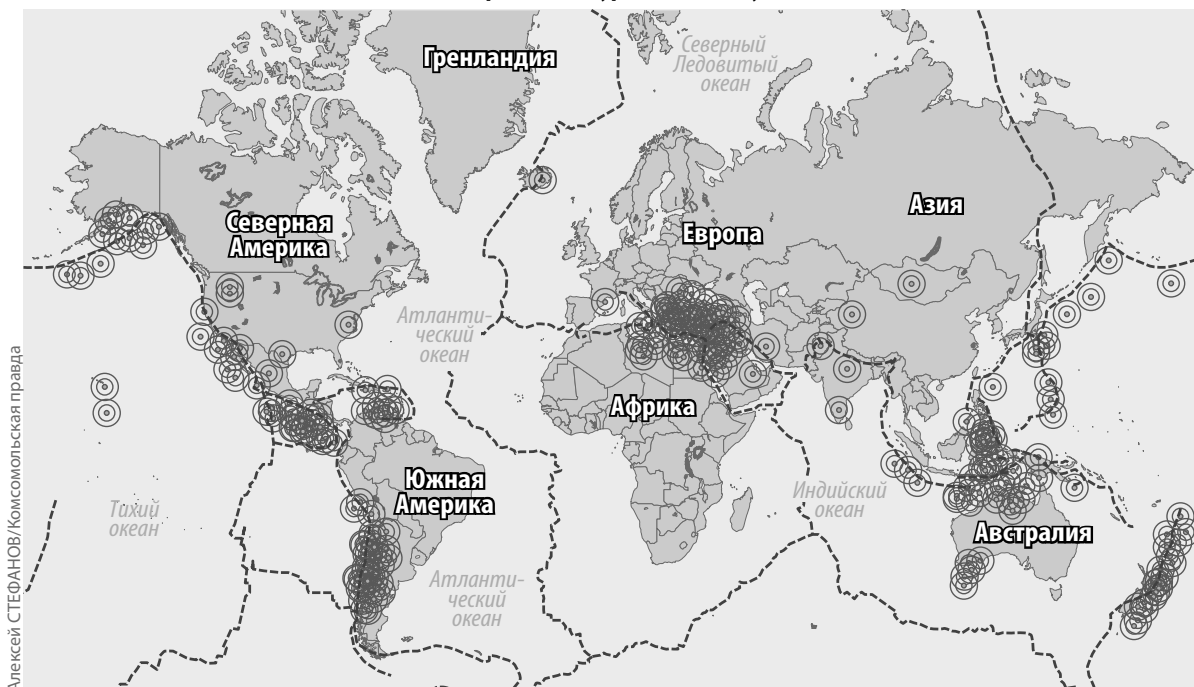 Гренландия
Северный
Ледовитый
океан
Северная
Америка
Европа
Азия
Атланти-
ческий
океан
Африка
Южная
Америка
Тихий
океан
Индийский
океан
Австралия
Атланти-
ческий
океан
Алексей СТЕФАНОВ/Комсомольская правда